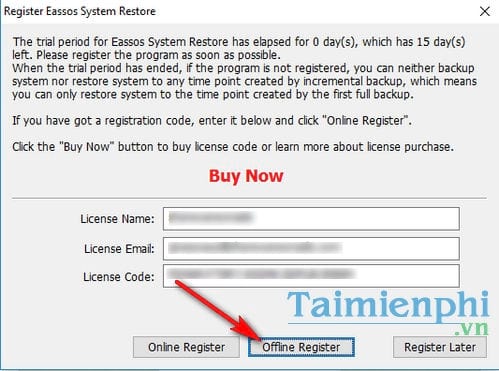 Register Eassos System Restore
The trial period for Eassos System Restore has elapsed for 0 day(s), which has 15 day(s)
left. Please register the program as soon as possible.
When the trial period has ended, if the program is not registered, you can neither backup
system nor restore system to any time point created by incremental backup, which means
you can only restore system to the time point created by the first full backup.
If you have got a registration code, enter it below and click "Online Register".
Click the "Buy Now" button to buy license code or learn more about license purchase.
Buy Now
License Name:
License Email:
License Code:
Taimienphi
.vn
Online Register Offline Register Register Later